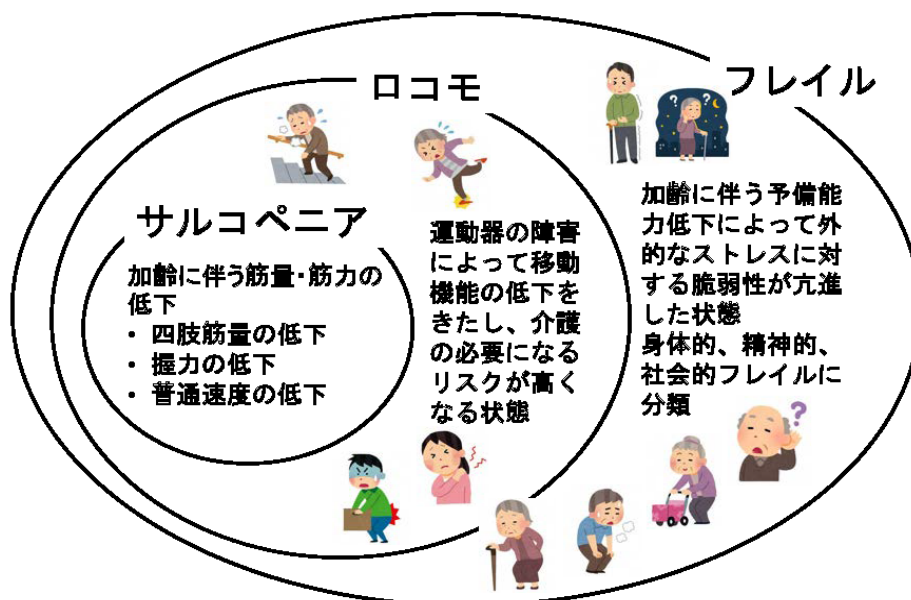 ロコモ
フレイル
サルコペニア
加齢に伴う筋量・筋力の
低下
・ 四肢筋量の低下
・ 握力の低下
・ 普通速度の低下
運動器の障害
によって移動
機能の低下を
きたし、介護
の必要になる
リスクが高く
なる状態
加齢に伴う予備能
力低下によって外
的なストレスに対
する脆弱性が亢進
した状態
身体的、精神的、
社会的フレイルに
分類
? ?
?